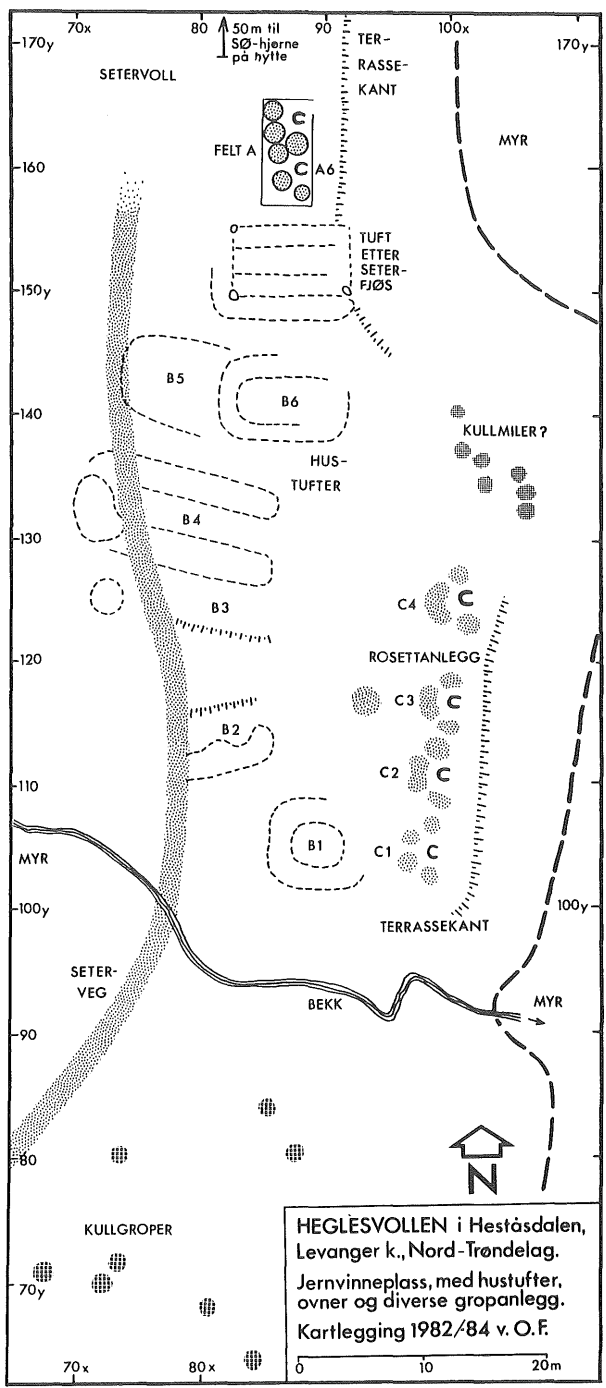 70x
80x
90
100x
170y
170y
50m til
SØ-hjørne
på hytte
TER-
RASSE-
KANT
SETERVOLL
MYR
FELT A
C
C A6
160
TUFT
ETTER
SETER-
FJØS
150y
B5
B6
140
KULLMILER?
HUS-
TUFTER
B4
130
B3
C4 C
120
ROSETTANLEGG
C3 C
B2
C2 C
110
B1
C1 C
MYR
100y
100y
TERRASSEKANT
SETER-
VEG
BEKK
MYR
90
80
N
KULLGROPER
70y
HEGLESVOLLEN i Heståsdalen,
Levanger k., Nord-Trøndelag.
Jernvinneplass, med hustufter,
ovner og diverse gropanlegg.
Kartlegging 1982/-84 v. O.F.
0 10 20m
70x
80x